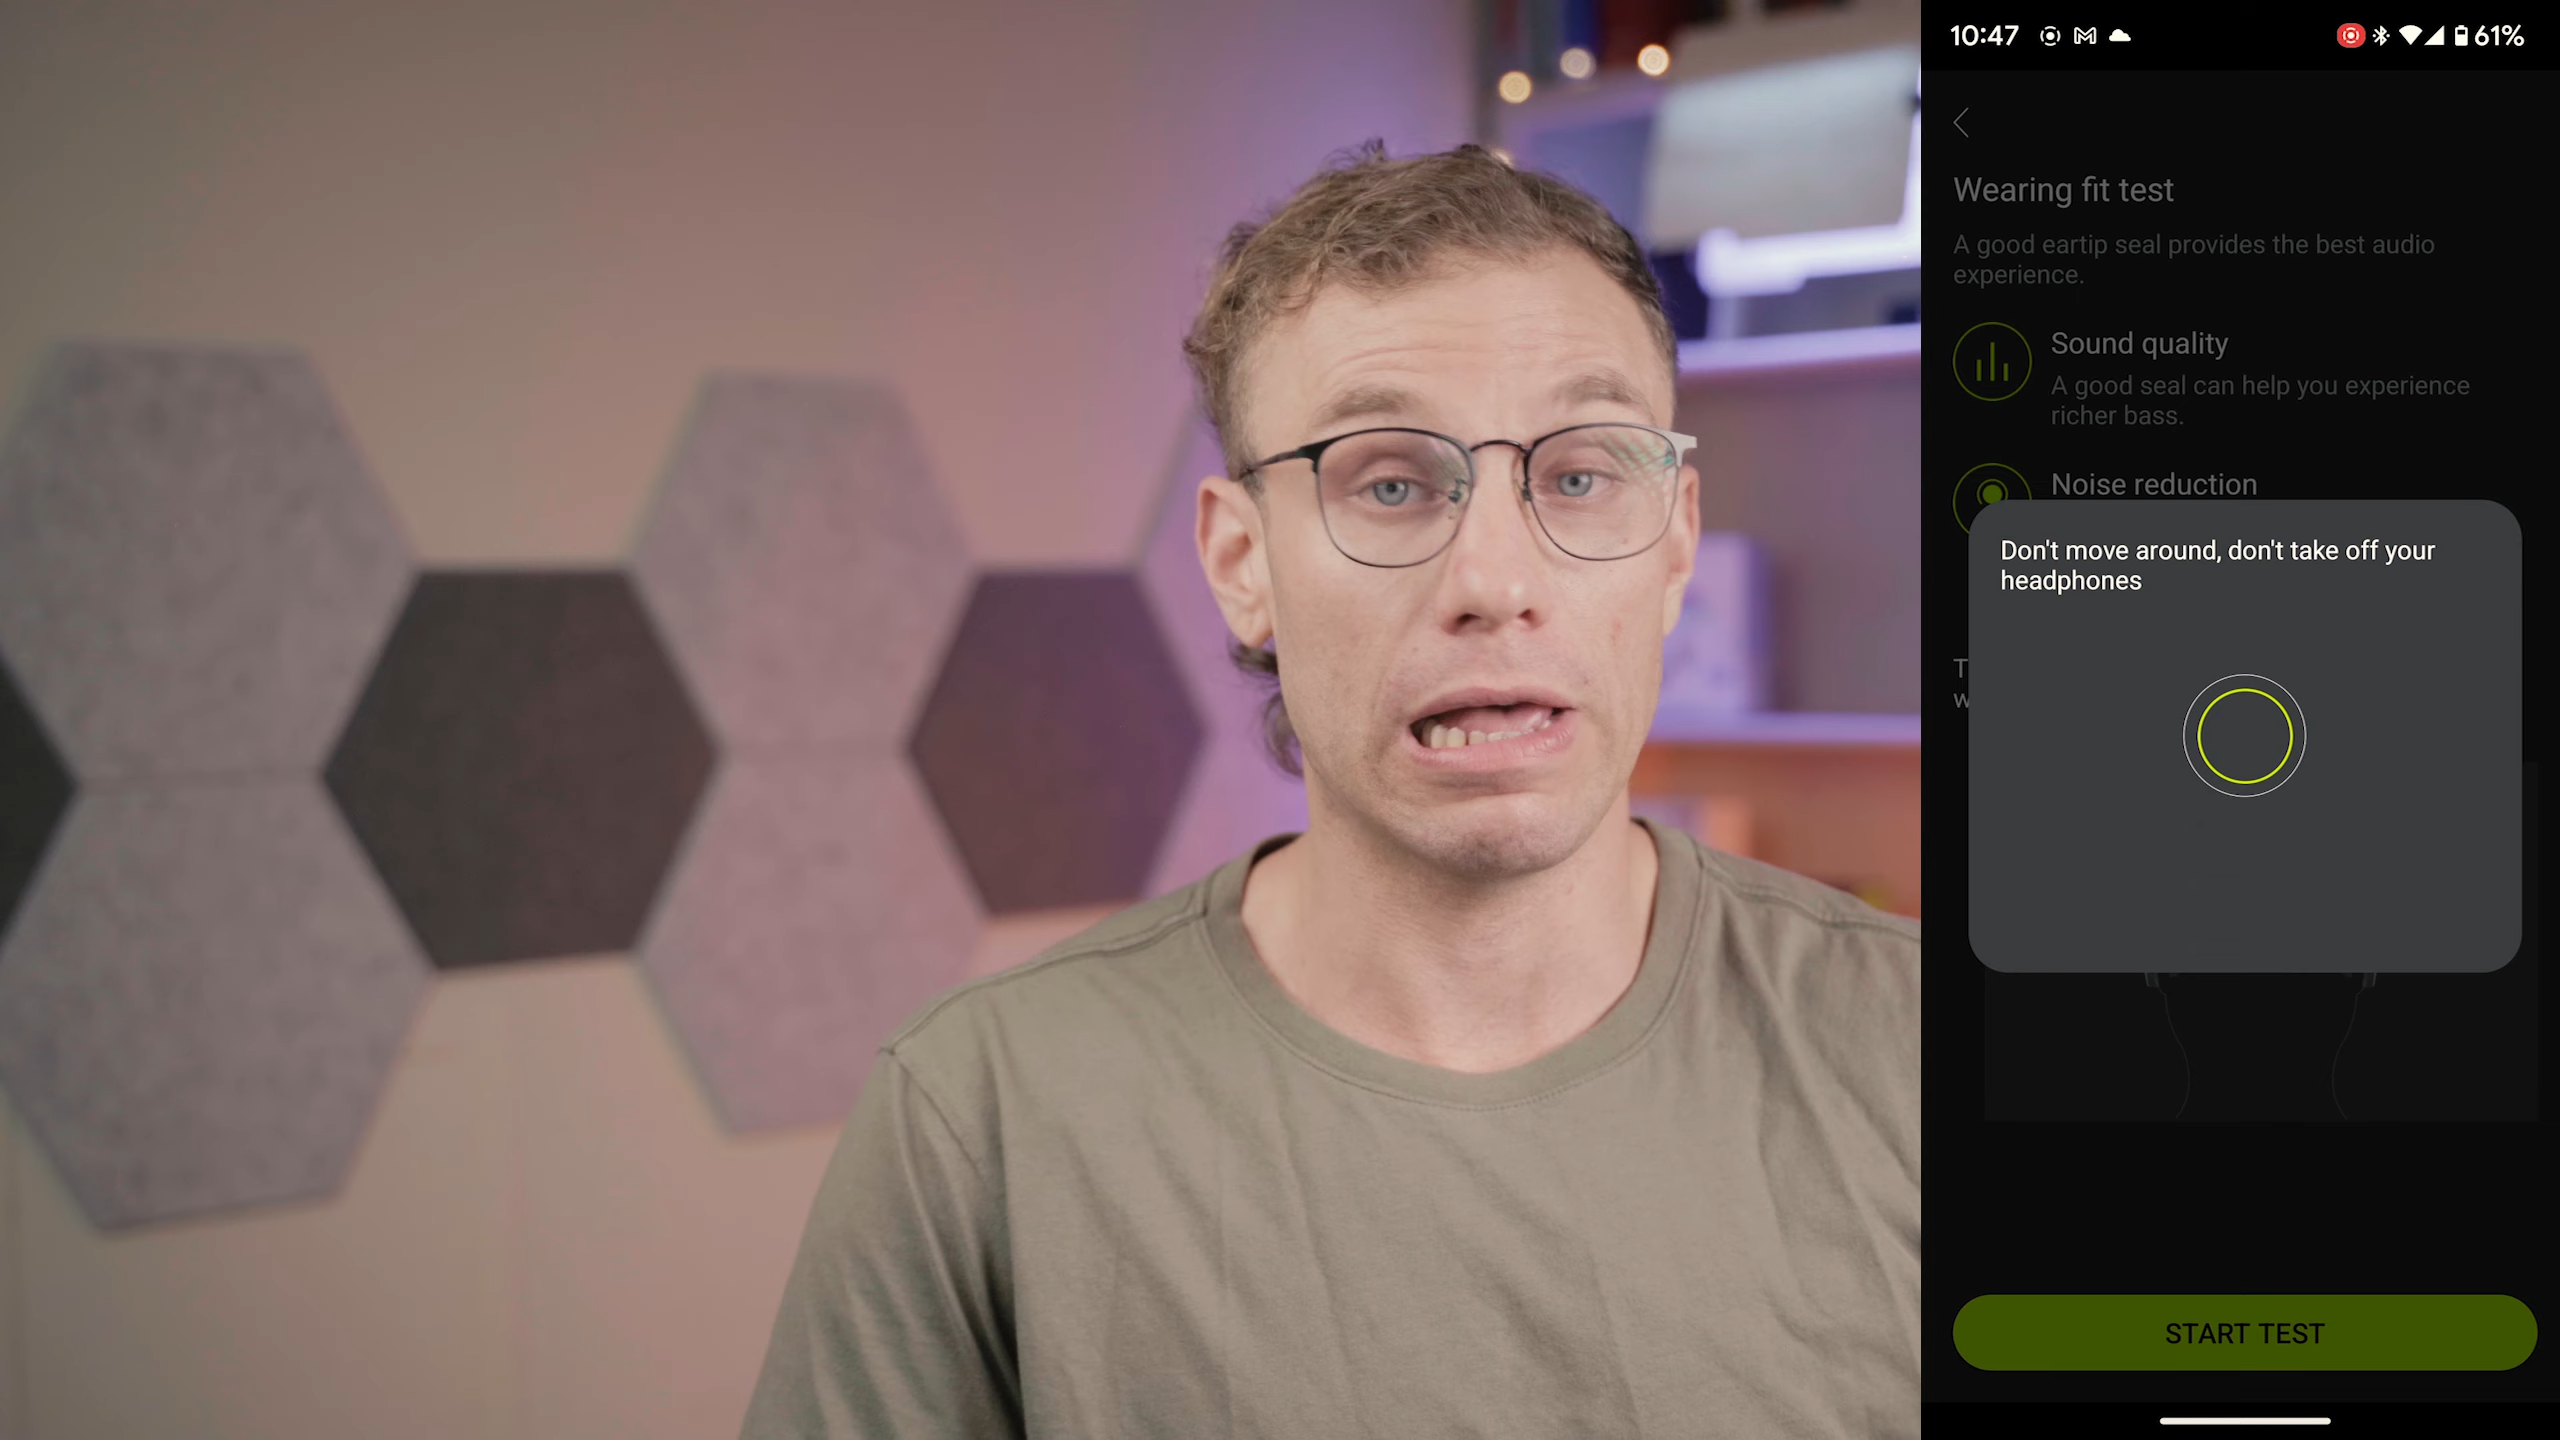 10:47
61%
Wearing fit test
A good eartip seal provides the best audio
experience.
Sound quality
A good seal can help you experience
richer bass.
Noise reduction
Don't move around, don't take off your
headphones
T
w
START TEST